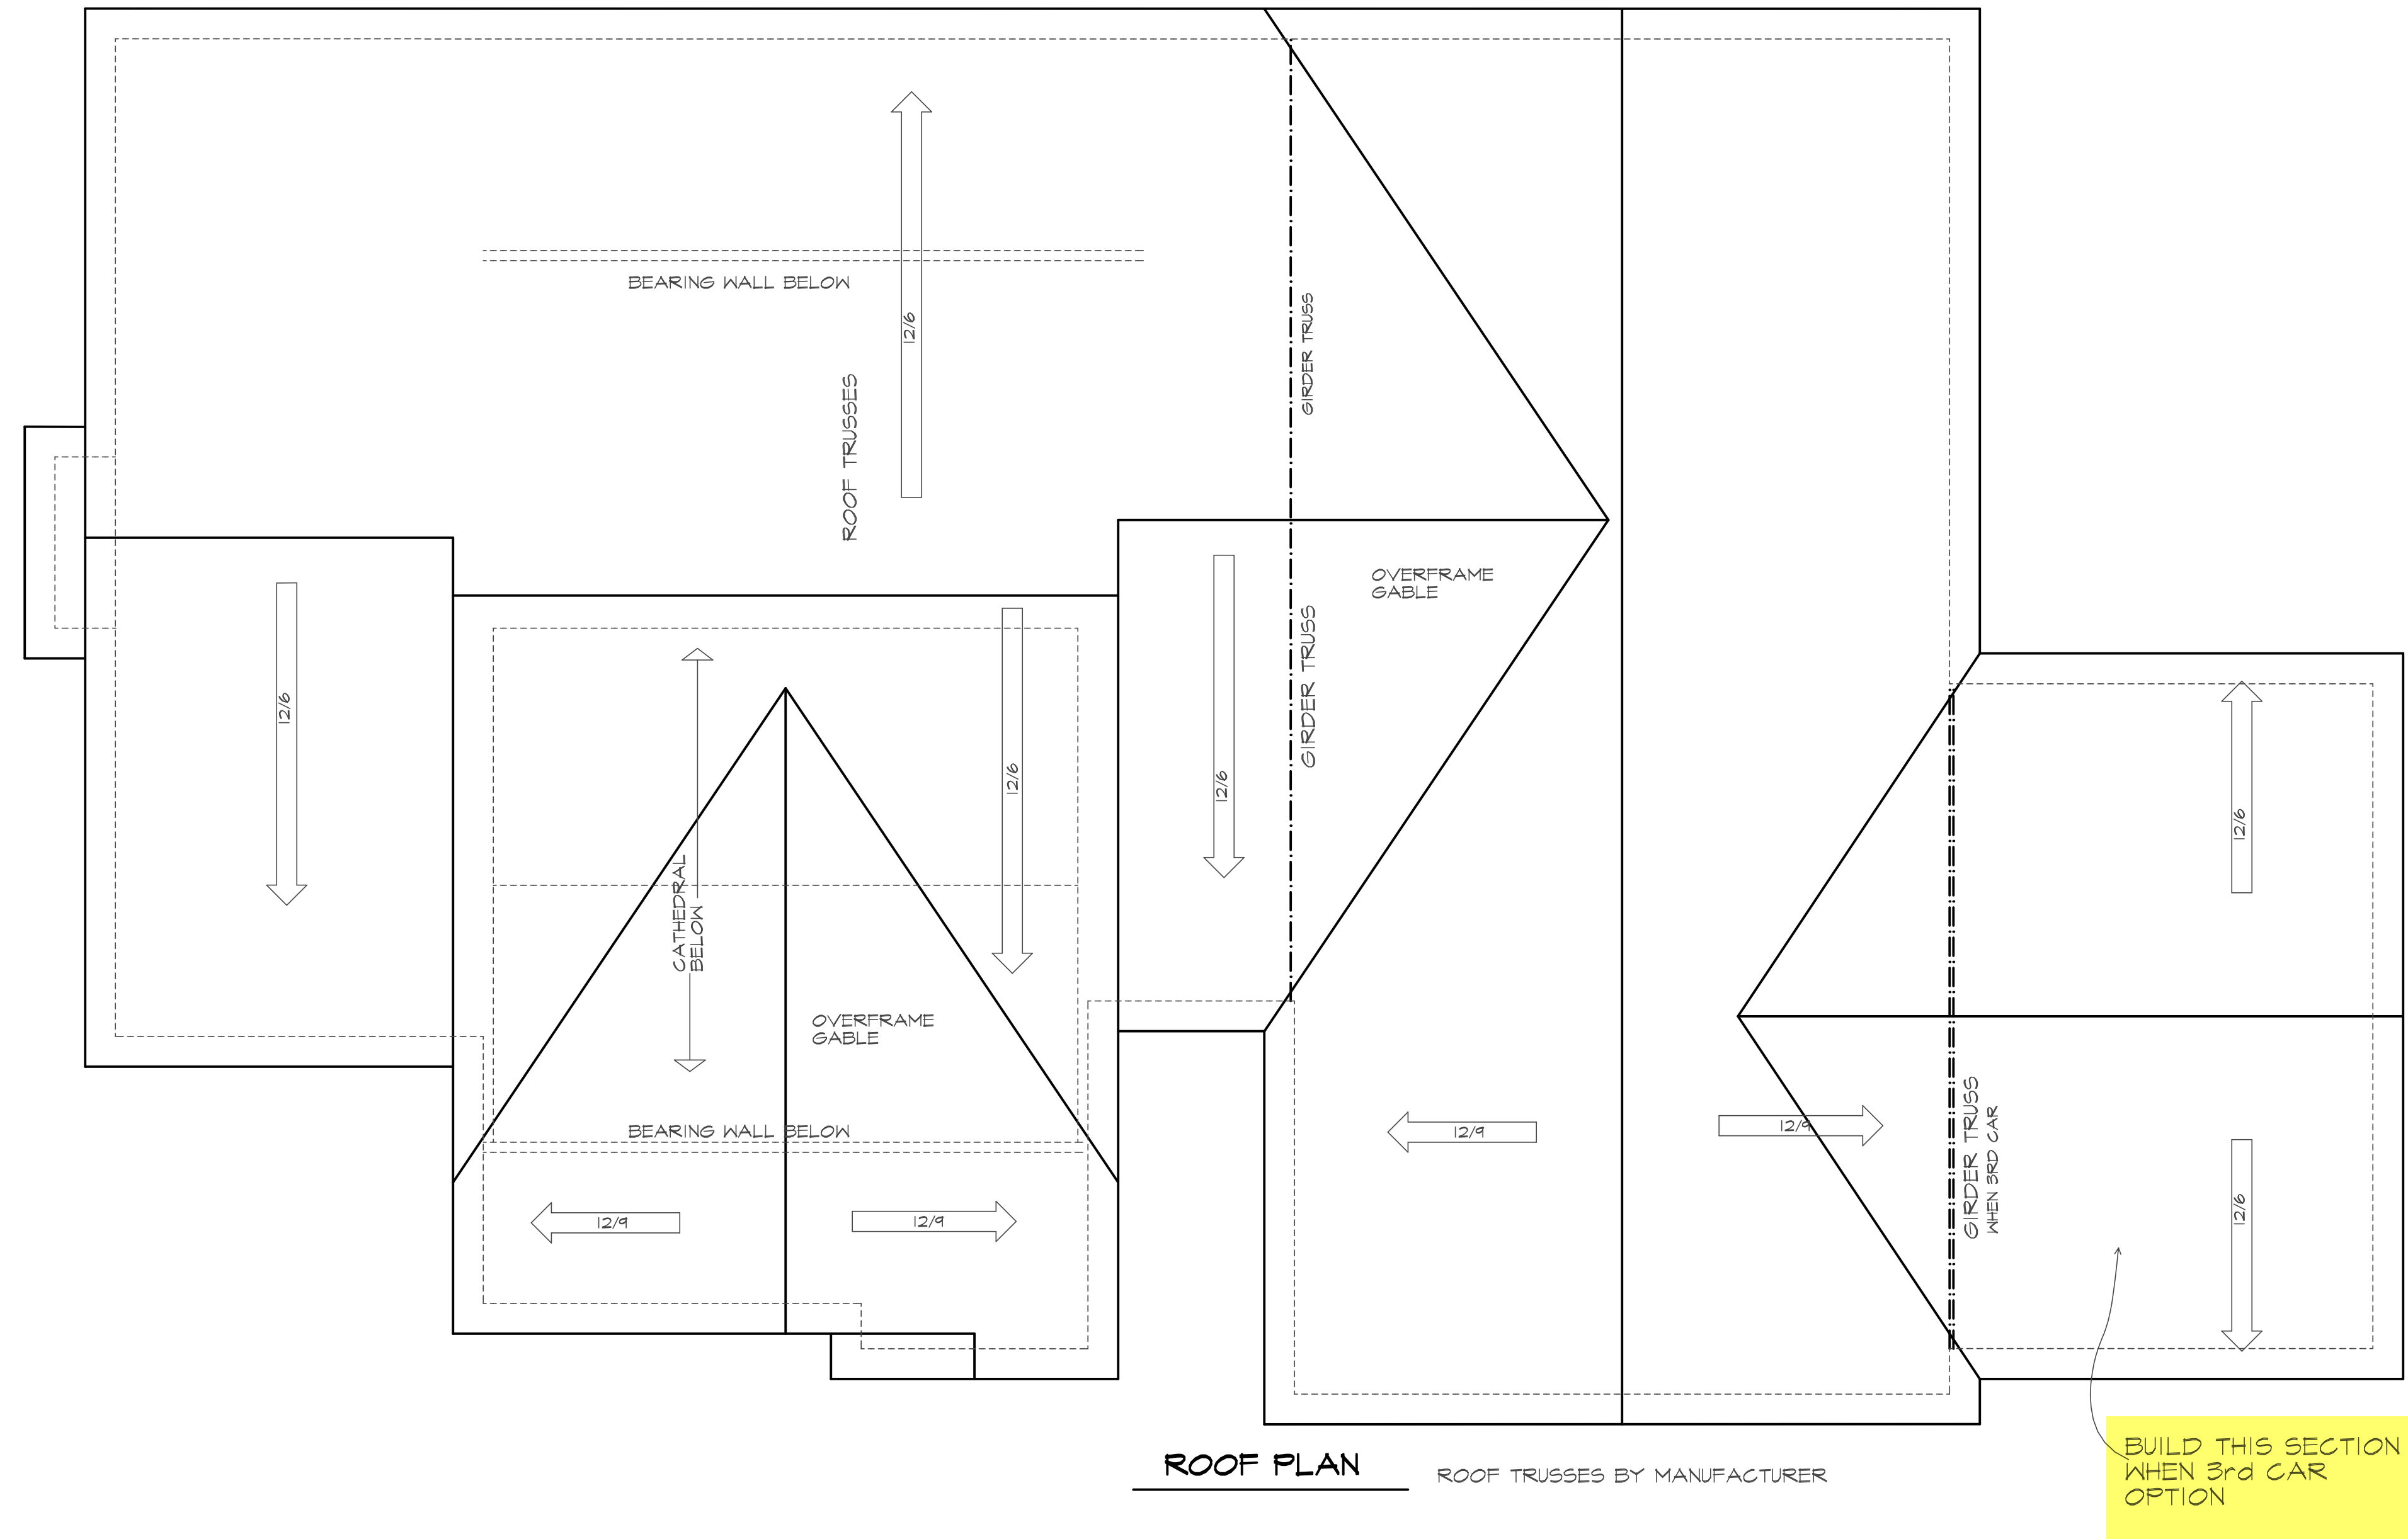 BEARING WALL BELOW
12/6
ROOF TRUSSES
GIRDER TRUSS
OVERFRAME
GABLE
GIRDER TRUSS
12/6
12/6
12/6
12/6
CATHEDRAL
BELOW
OVERFRAME
GABLE
BEARING WALL BELOW
12/9
12/9
12/9
12/9
GIRDER TRUSS
WHEN 3RD CAR
12/6
12/9
ROOF PLAN
ROOF TRUSSES BY MANUFACTURER
BUILD THIS SECTION
WHEN 3rd CAR
OPTION